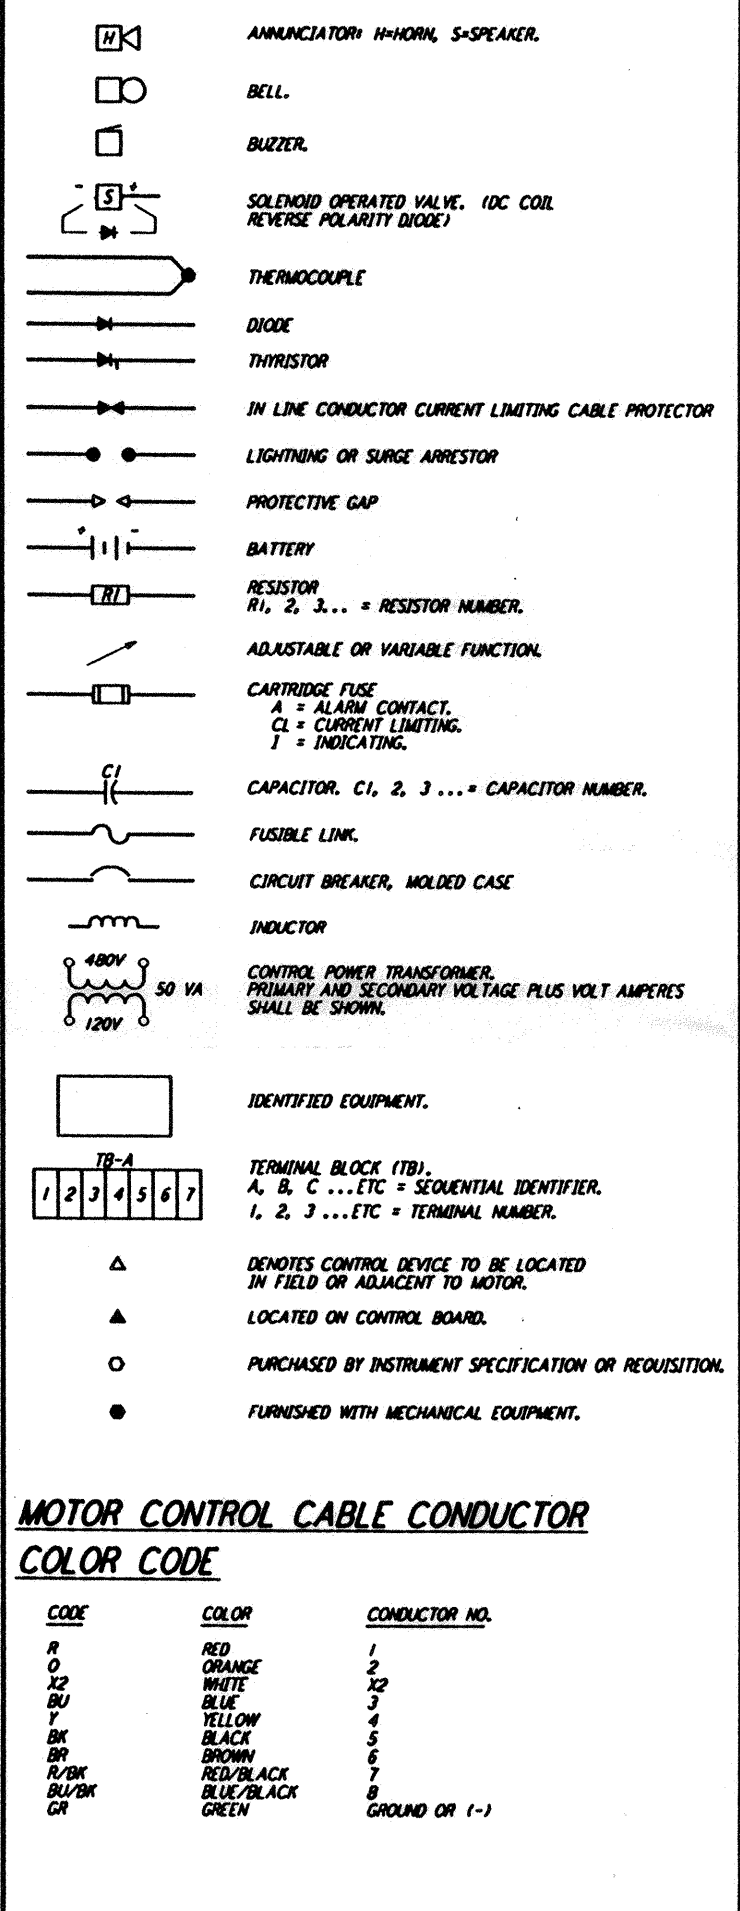 H ANNUNCIATOR: H=HORN, S=SPEAKER.
BELL.
BUZZER.
- S + SOLENOID OPERATED VALVE. (DC COIL
REVERSE POLARITY DIODE)
THERMOCOUPLE
DIODE
THYRISTOR
IN LINE CONDUCTOR CURRENT LIMITING CABLE PROTECTOR
LIGHTNING OR SURGE ARRESTOR
PROTECTIVE GAP
+ - BATTERY
R1 RESISTOR
R1, 2, 3... = RESISTOR NUMBER.
ADJUSTABLE OR VARIABLE FUNCTION.
CARTRIDGE FUSE
A = ALARM CONTACT.
CL = CURRENT LIMITING.
I = INDICATING.
C1
CAPACITOR. C1, 2, 3 ...= CAPACITOR NUMBER.
FUSIBLE LINK.
CIRCUIT BREAKER, MOLDED CASE
INDUCTOR
480V
50 VA
120V
CONTROL POWER TRANSFORMER.
PRIMARY AND SECONDARY VOLTAGE PLUS VOLT AMPERES
SHALL BE SHOWN.
IDENTIFIED EQUIPMENT.
TB-A
1 2 3 4 5 6 7
TERMINAL BLOCK (TB).
A, B, C ...ETC = SEQUENTIAL IDENTIFIER.
1, 2, 3 ...ETC = TERMINAL NUMBER.
DENOTES CONTROL DEVICE TO BE LOCATED
IN FIELD OR ADJACENT TO MOTOR.
LOCATED ON CONTROL BOARD.
PURCHASED BY INSTRUMENT SPECIFICATION OR REQUISITION.
FURNISHED WITH MECHANICAL EQUIPMENT.
MOTOR CONTROL CABLE CONDUCTOR
COLOR CODE
CODE COLOR CONDUCTOR NO.
R RED 1
O ORANGE 2
X2 WHITE X2
BU BLUE 3
Y YELLOW 4
BK BLACK 5
BR BROWN 6
R/BK RED/BLACK 7
BU/BK BLUE/BLACK 8
GR GREEN GROUND OR (-)